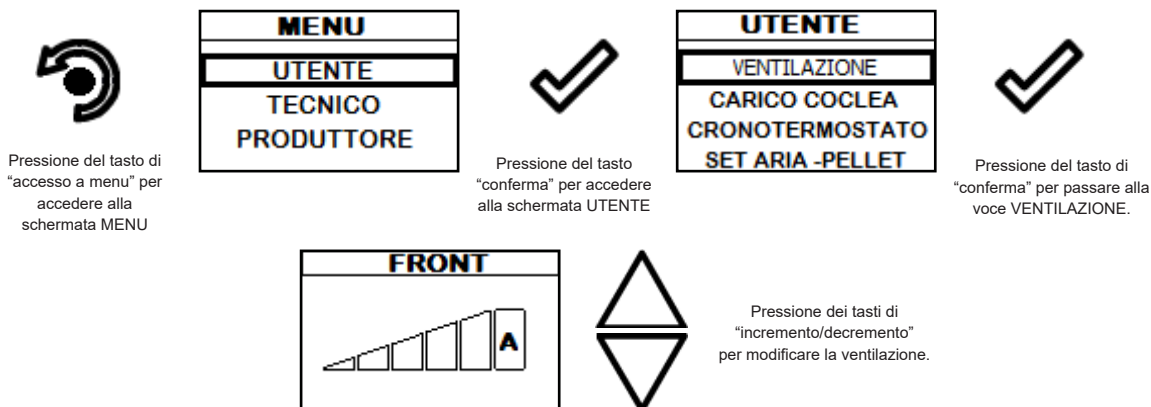 MENU
UTENTE
TECNICO
PRODUTTORE
UTENTE
VENTILAZIONE
CARICO COCLEA
CRONOTERMOSTATO
SET ARIA -PELLET
Pressione del tasto di
“accesso a menu” per
accedere alla
schermata MENU
Pressione del tasto
“conferma” per accedere
alla schermata UTENTE
Pressione del tasto di
“conferma” per passare alla
voce VENTILAZIONE.
FRONT
A
Pressione dei tasti di
“incremento/decremento”
per modificare la ventilazione.